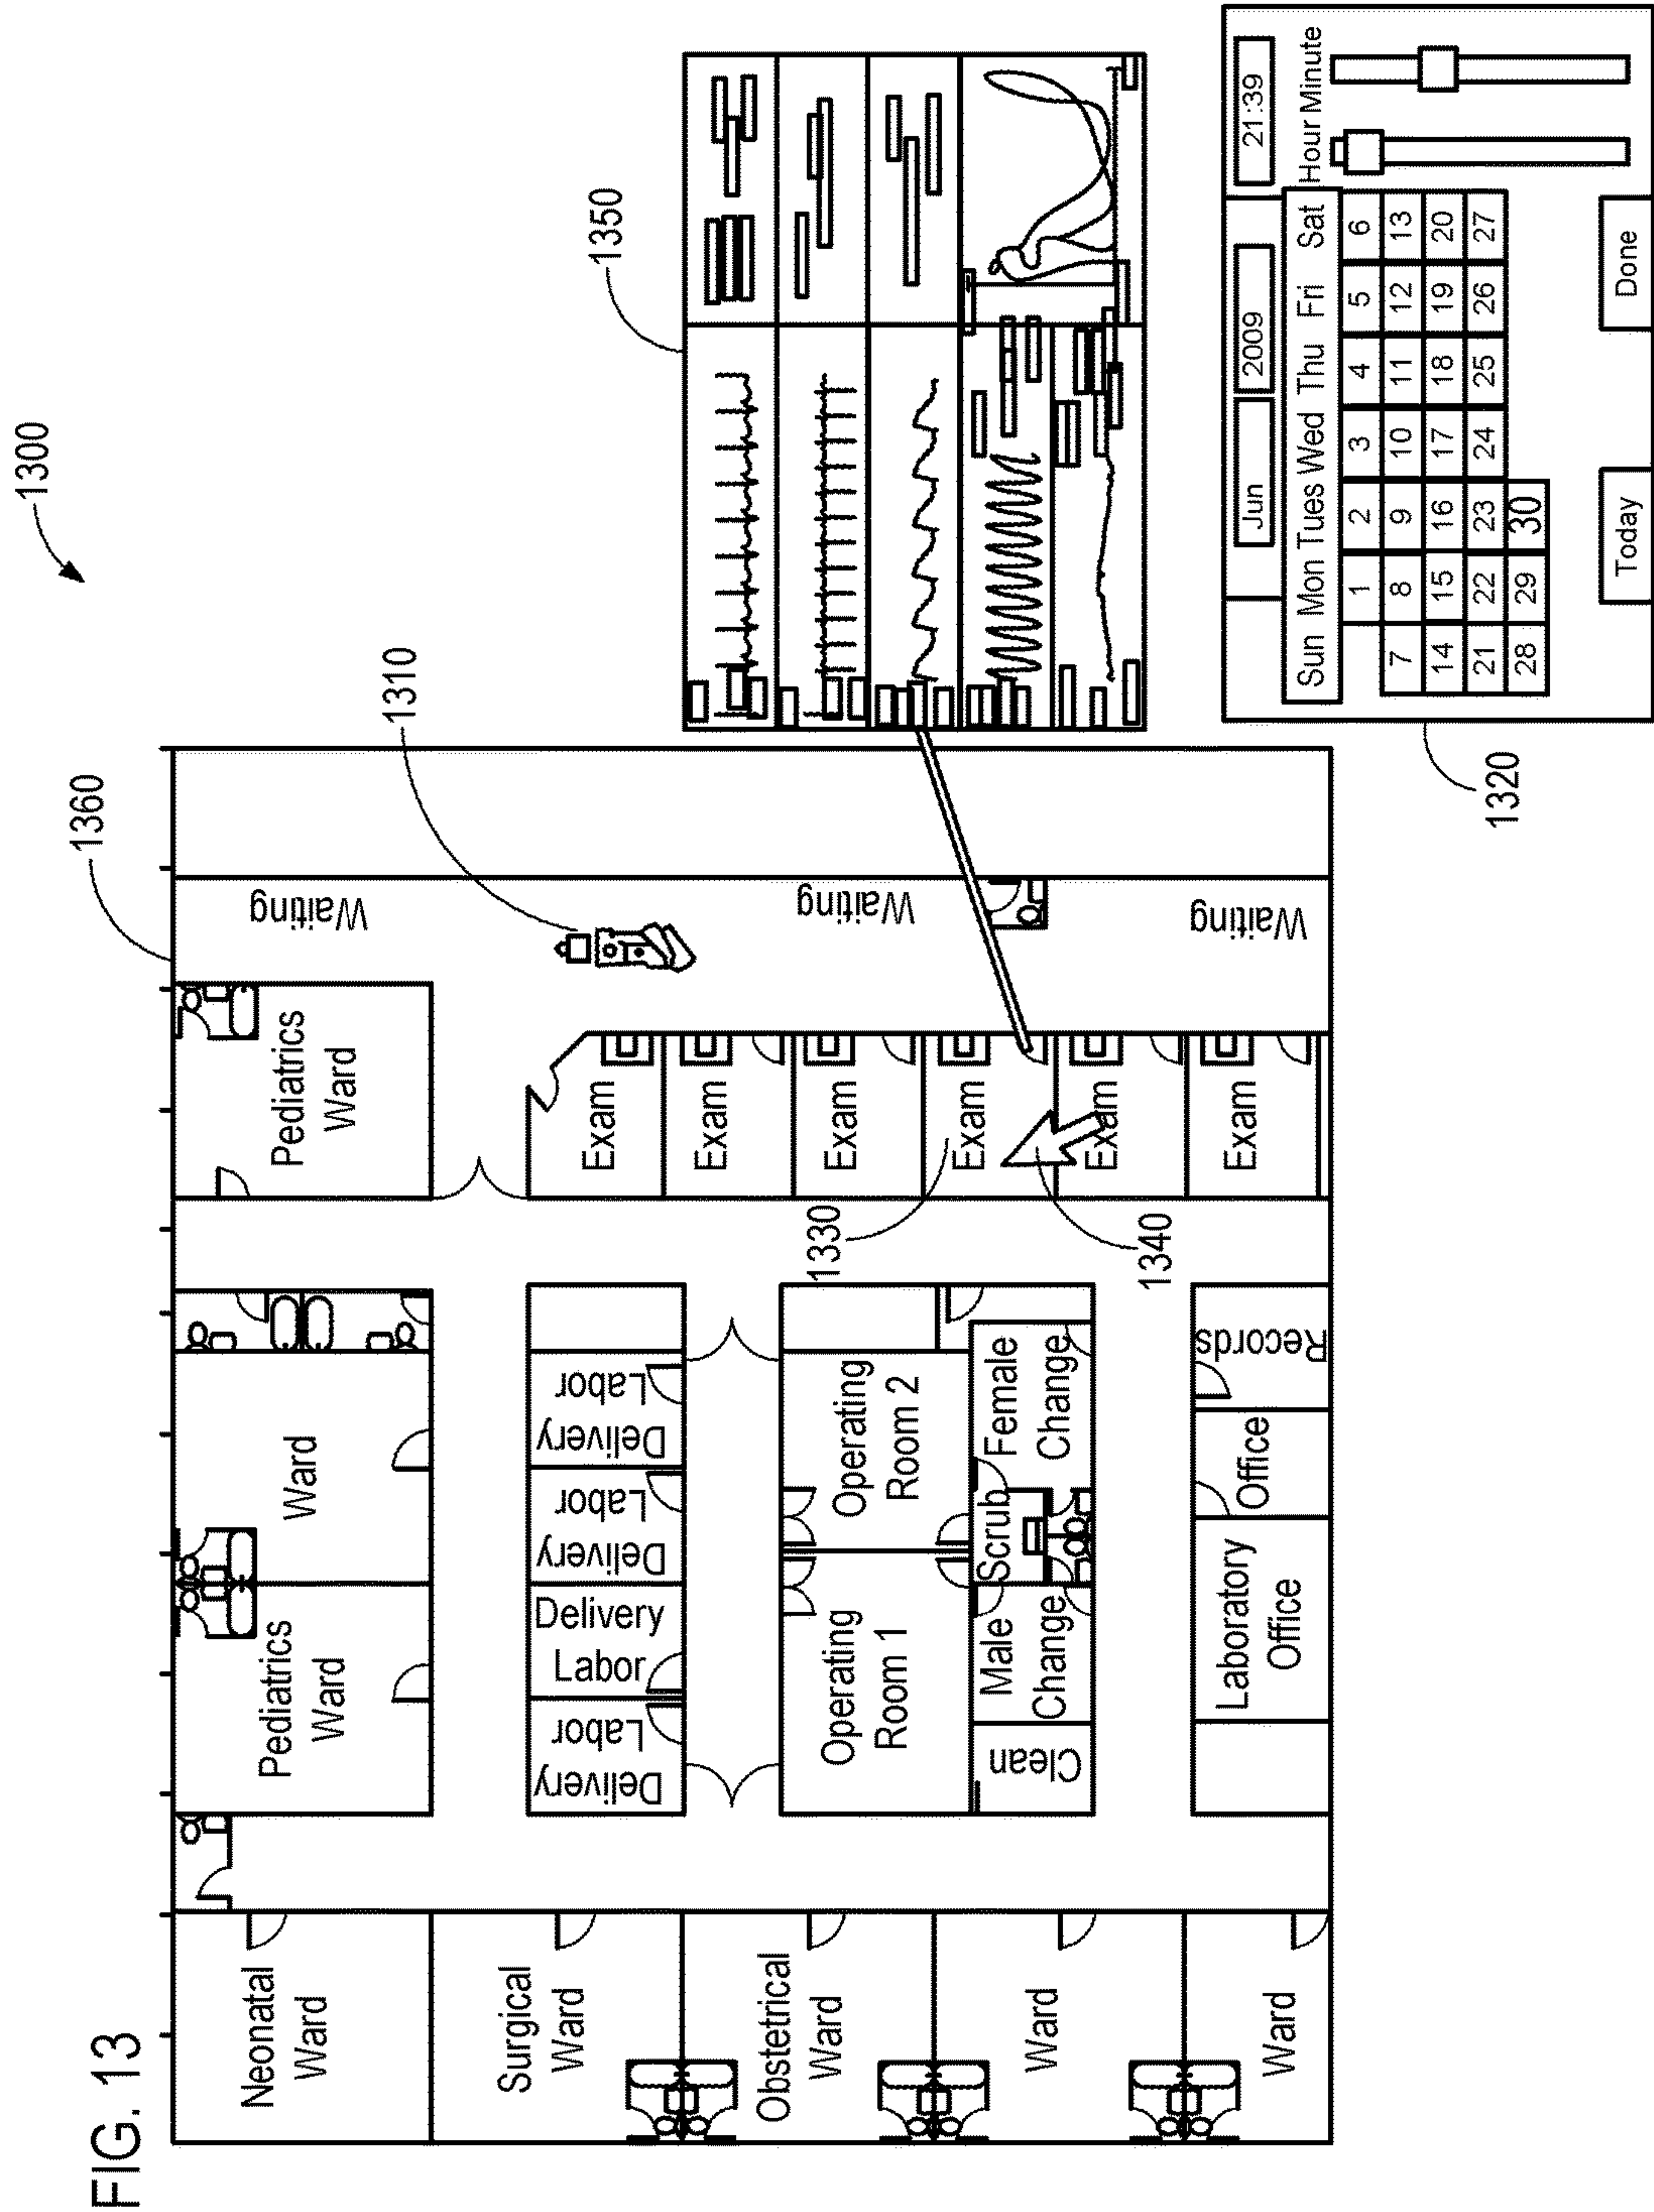 FIG. 13
1300
1360
1310
1350
Neonatal
Ward
Pediatrics
Ward
Ward
Pediatrics
Ward
Waiting
Surgical
Ward
Delivery
Labor
Delivery
Labor
Delivery
Labor
Delivery
Labor
Exam
Exam
Exam
Exam
Exam
Exam
Waiting
Waiting
Obstetrical
Ward
Operating
Room 1
Operating
Room 2
1330
1340
Ward
Clean
Male
Change
Scrub
Female
Change
Ward
Laboratory
Office
Office
Records
1320
Jun
2009
21:39
Sun Mon Tues Wed Thu Fri Sat
Hour Minute
1 2 3 4 5 6
7 8 9 10 11 12 13
14 15 16 17 18 19 20
21 22 23 24 25 26 27
28 29 30
Today
Done